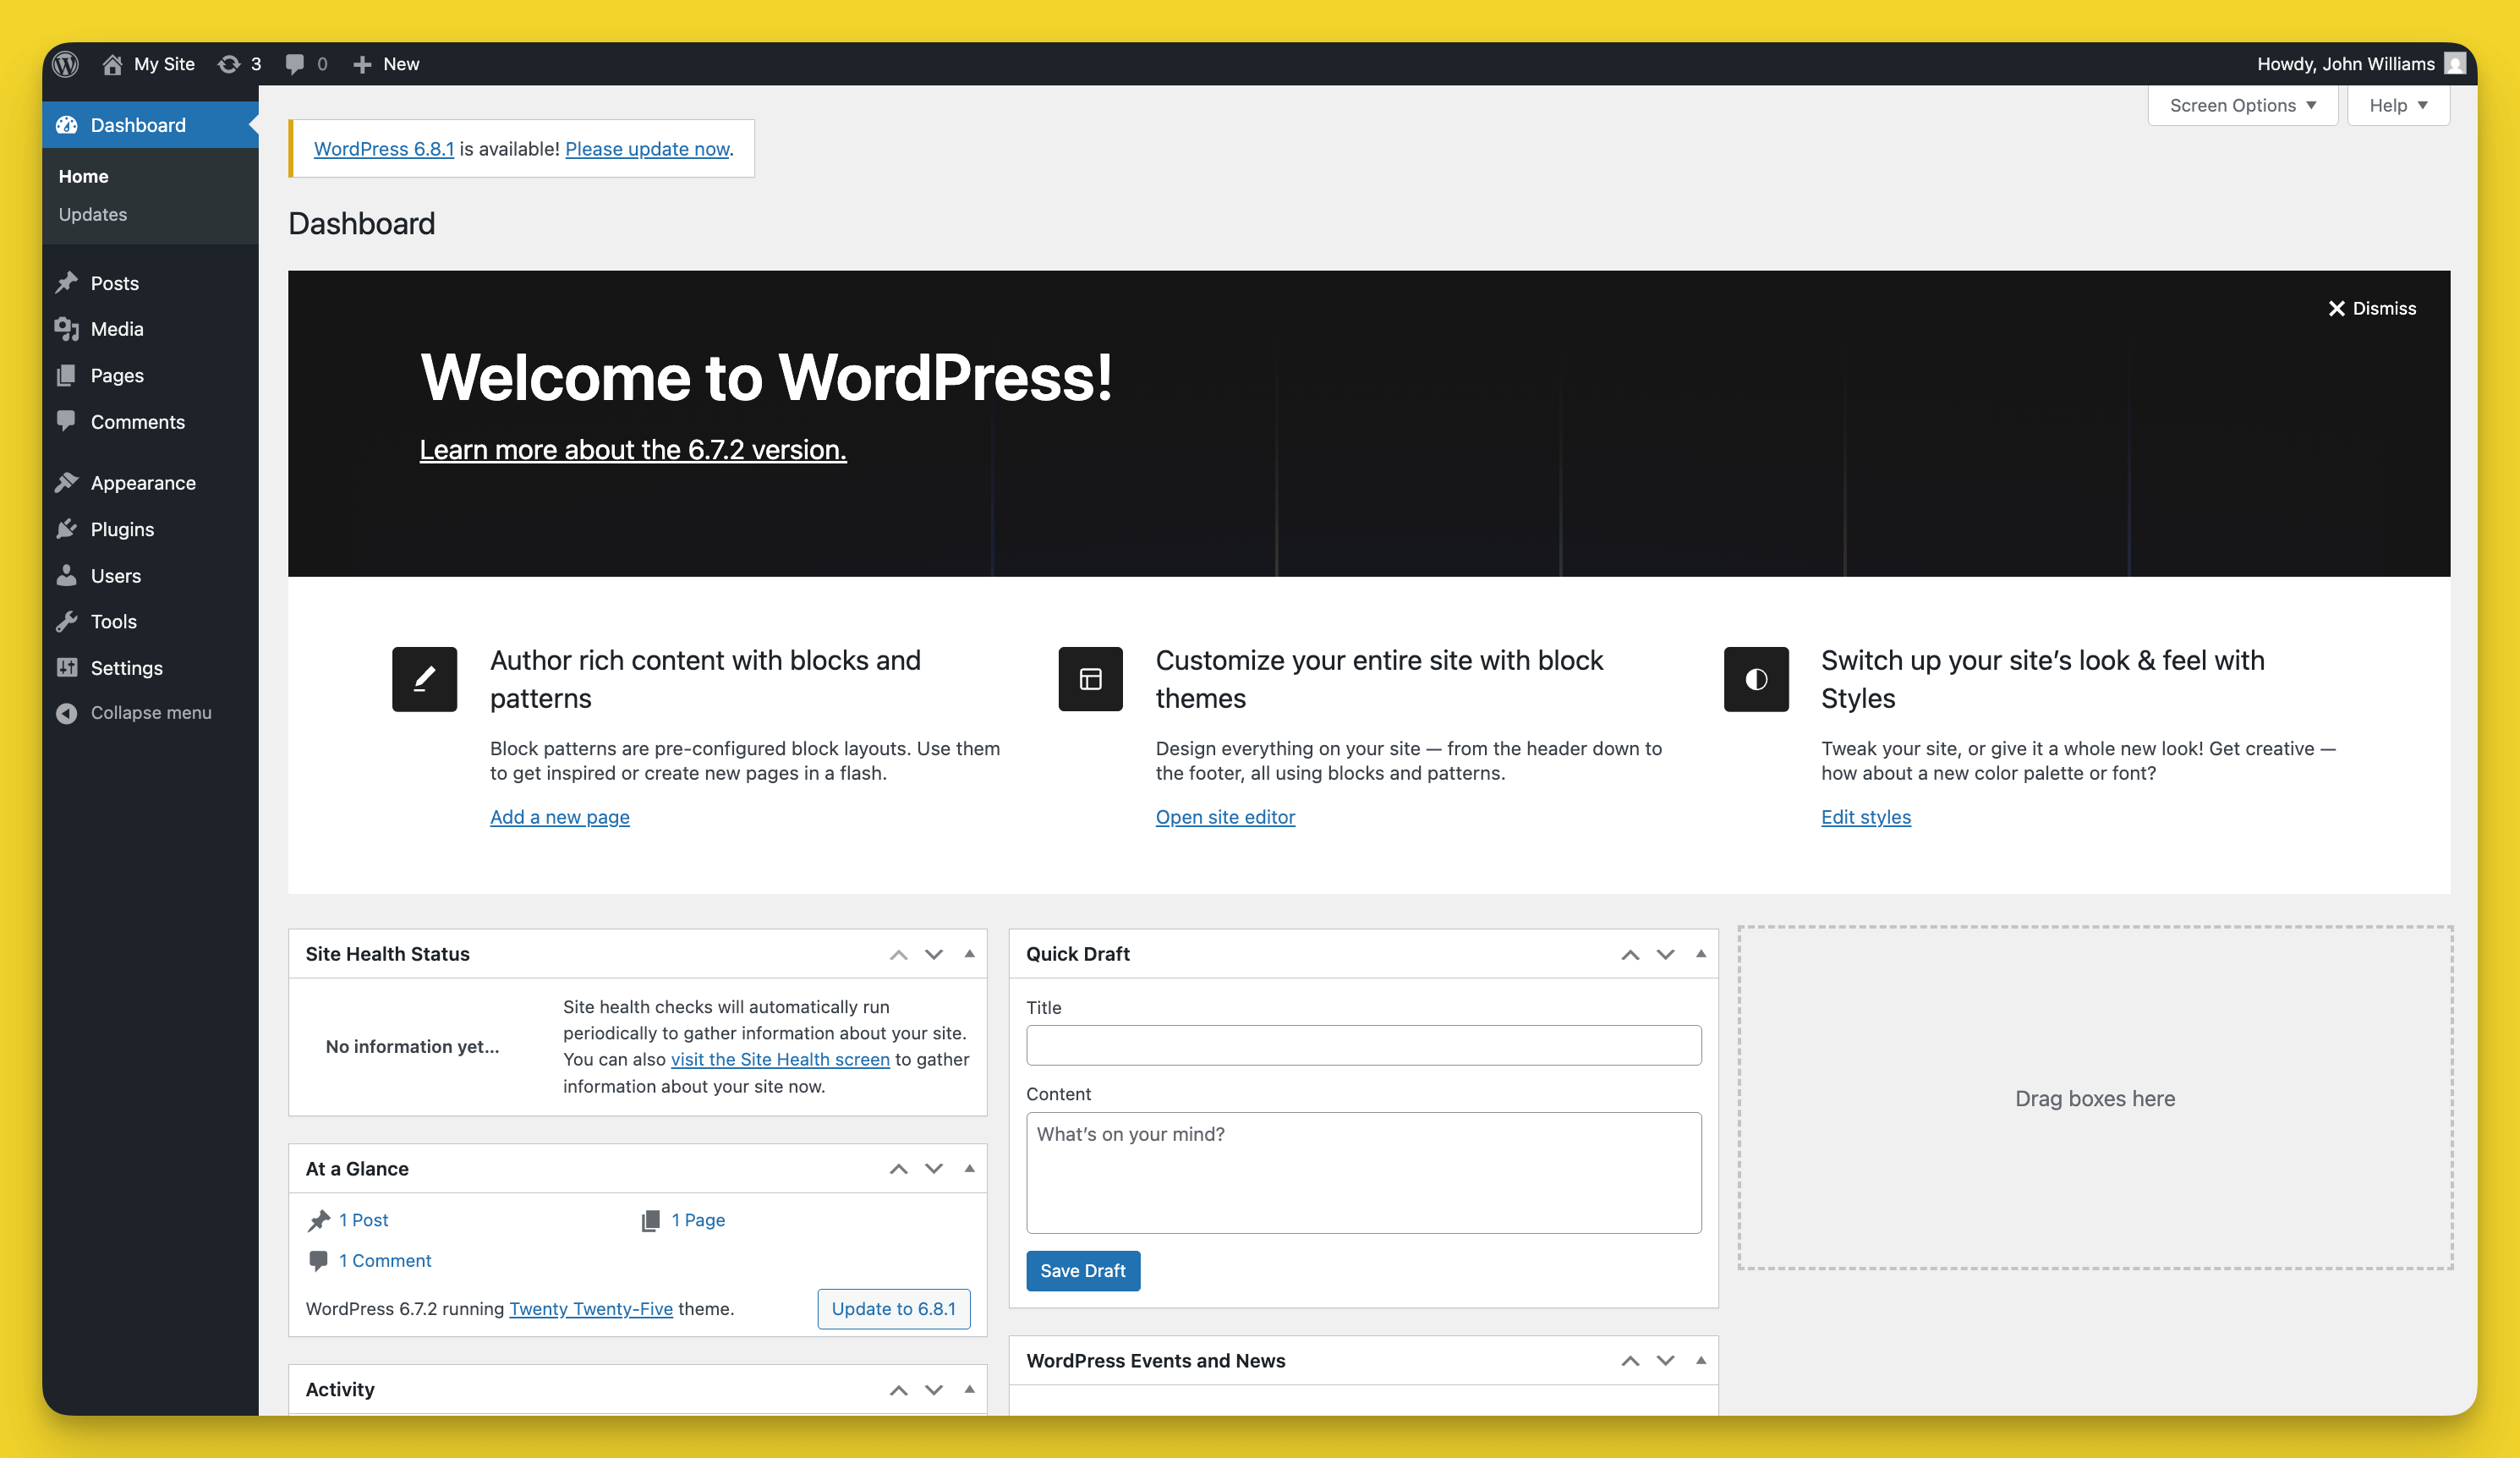 My Site 3 0 New Howdy, John Williams
Dashboard
Home
Updates
Posts
Media
Pages
Comments
Appearance
Plugins
Users
Tools
Settings
Collapse menu
Screen Options Help
WordPress 6.8.1 is available! Please update now.
Dashboard
Dismiss
Welcome to WordPress!
Learn more about the 6.7.2 version.
Author rich content with blocks and
patterns
Block patterns are pre-configured block layouts. Use them
to get inspired or create new pages in a flash.
Add a new page
Customize your entire site with block
themes
Design everything on your site — from the header down to
the footer, all using blocks and patterns.
Open site editor
Switch up your site’s look & feel with
Styles
Tweak your site, or give it a whole new look! Get creative —
how about a new color palette or font?
Edit styles
Site Health Status
No information yet...
Site health checks will automatically run
periodically to gather information about your site.
You can also visit the Site Health screen to gather
information about your site now.
At a Glance
1 Post
1 Page
1 Comment
WordPress 6.7.2 running Twenty Twenty-Five theme.
Update to 6.8.1
Activity
Quick Draft
Title
Content
What’s on your mind?
Save Draft
WordPress Events and News
Drag boxes here